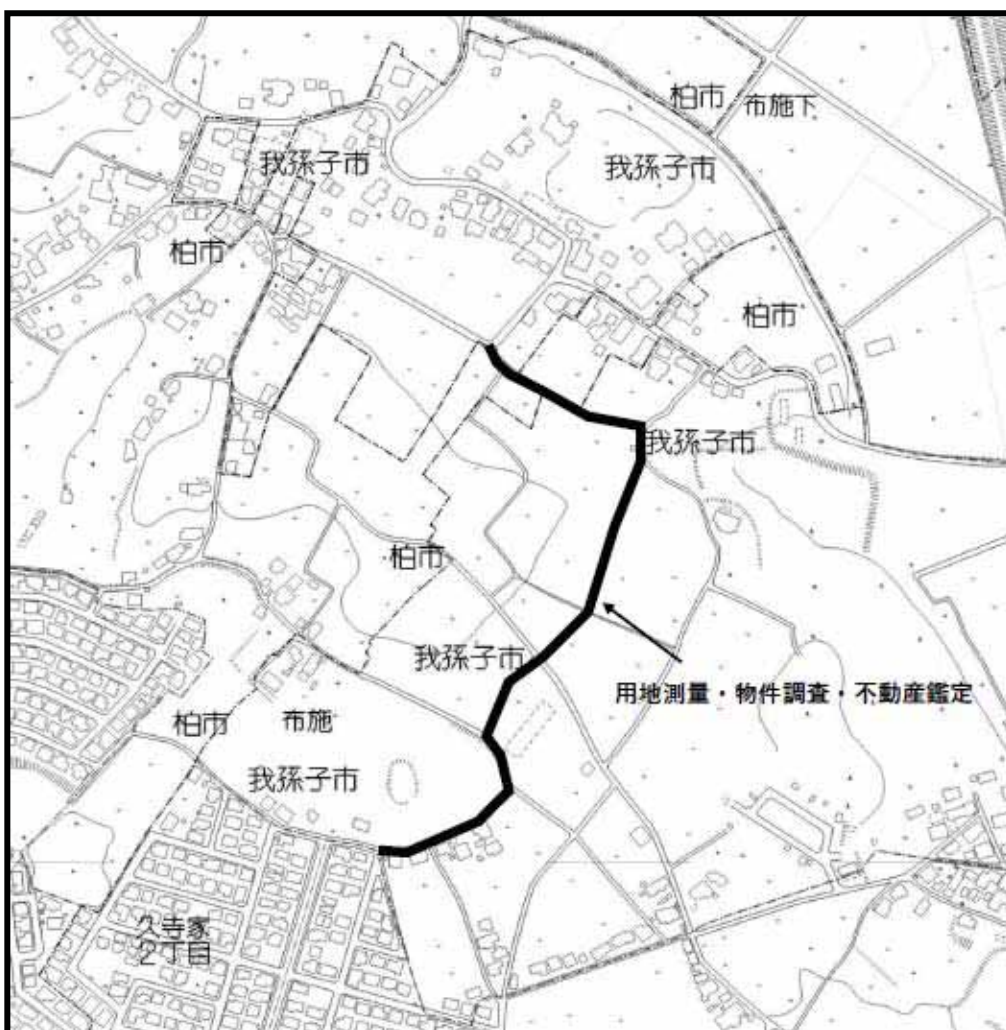 柏市
布施下
我孫子市
我孫子市
柏市
柏市
我孫子市
柏市
我孫子市
用地測量・物件調査・不動産鑑定
柏市
布施
我孫子市
久寺家
2丁目